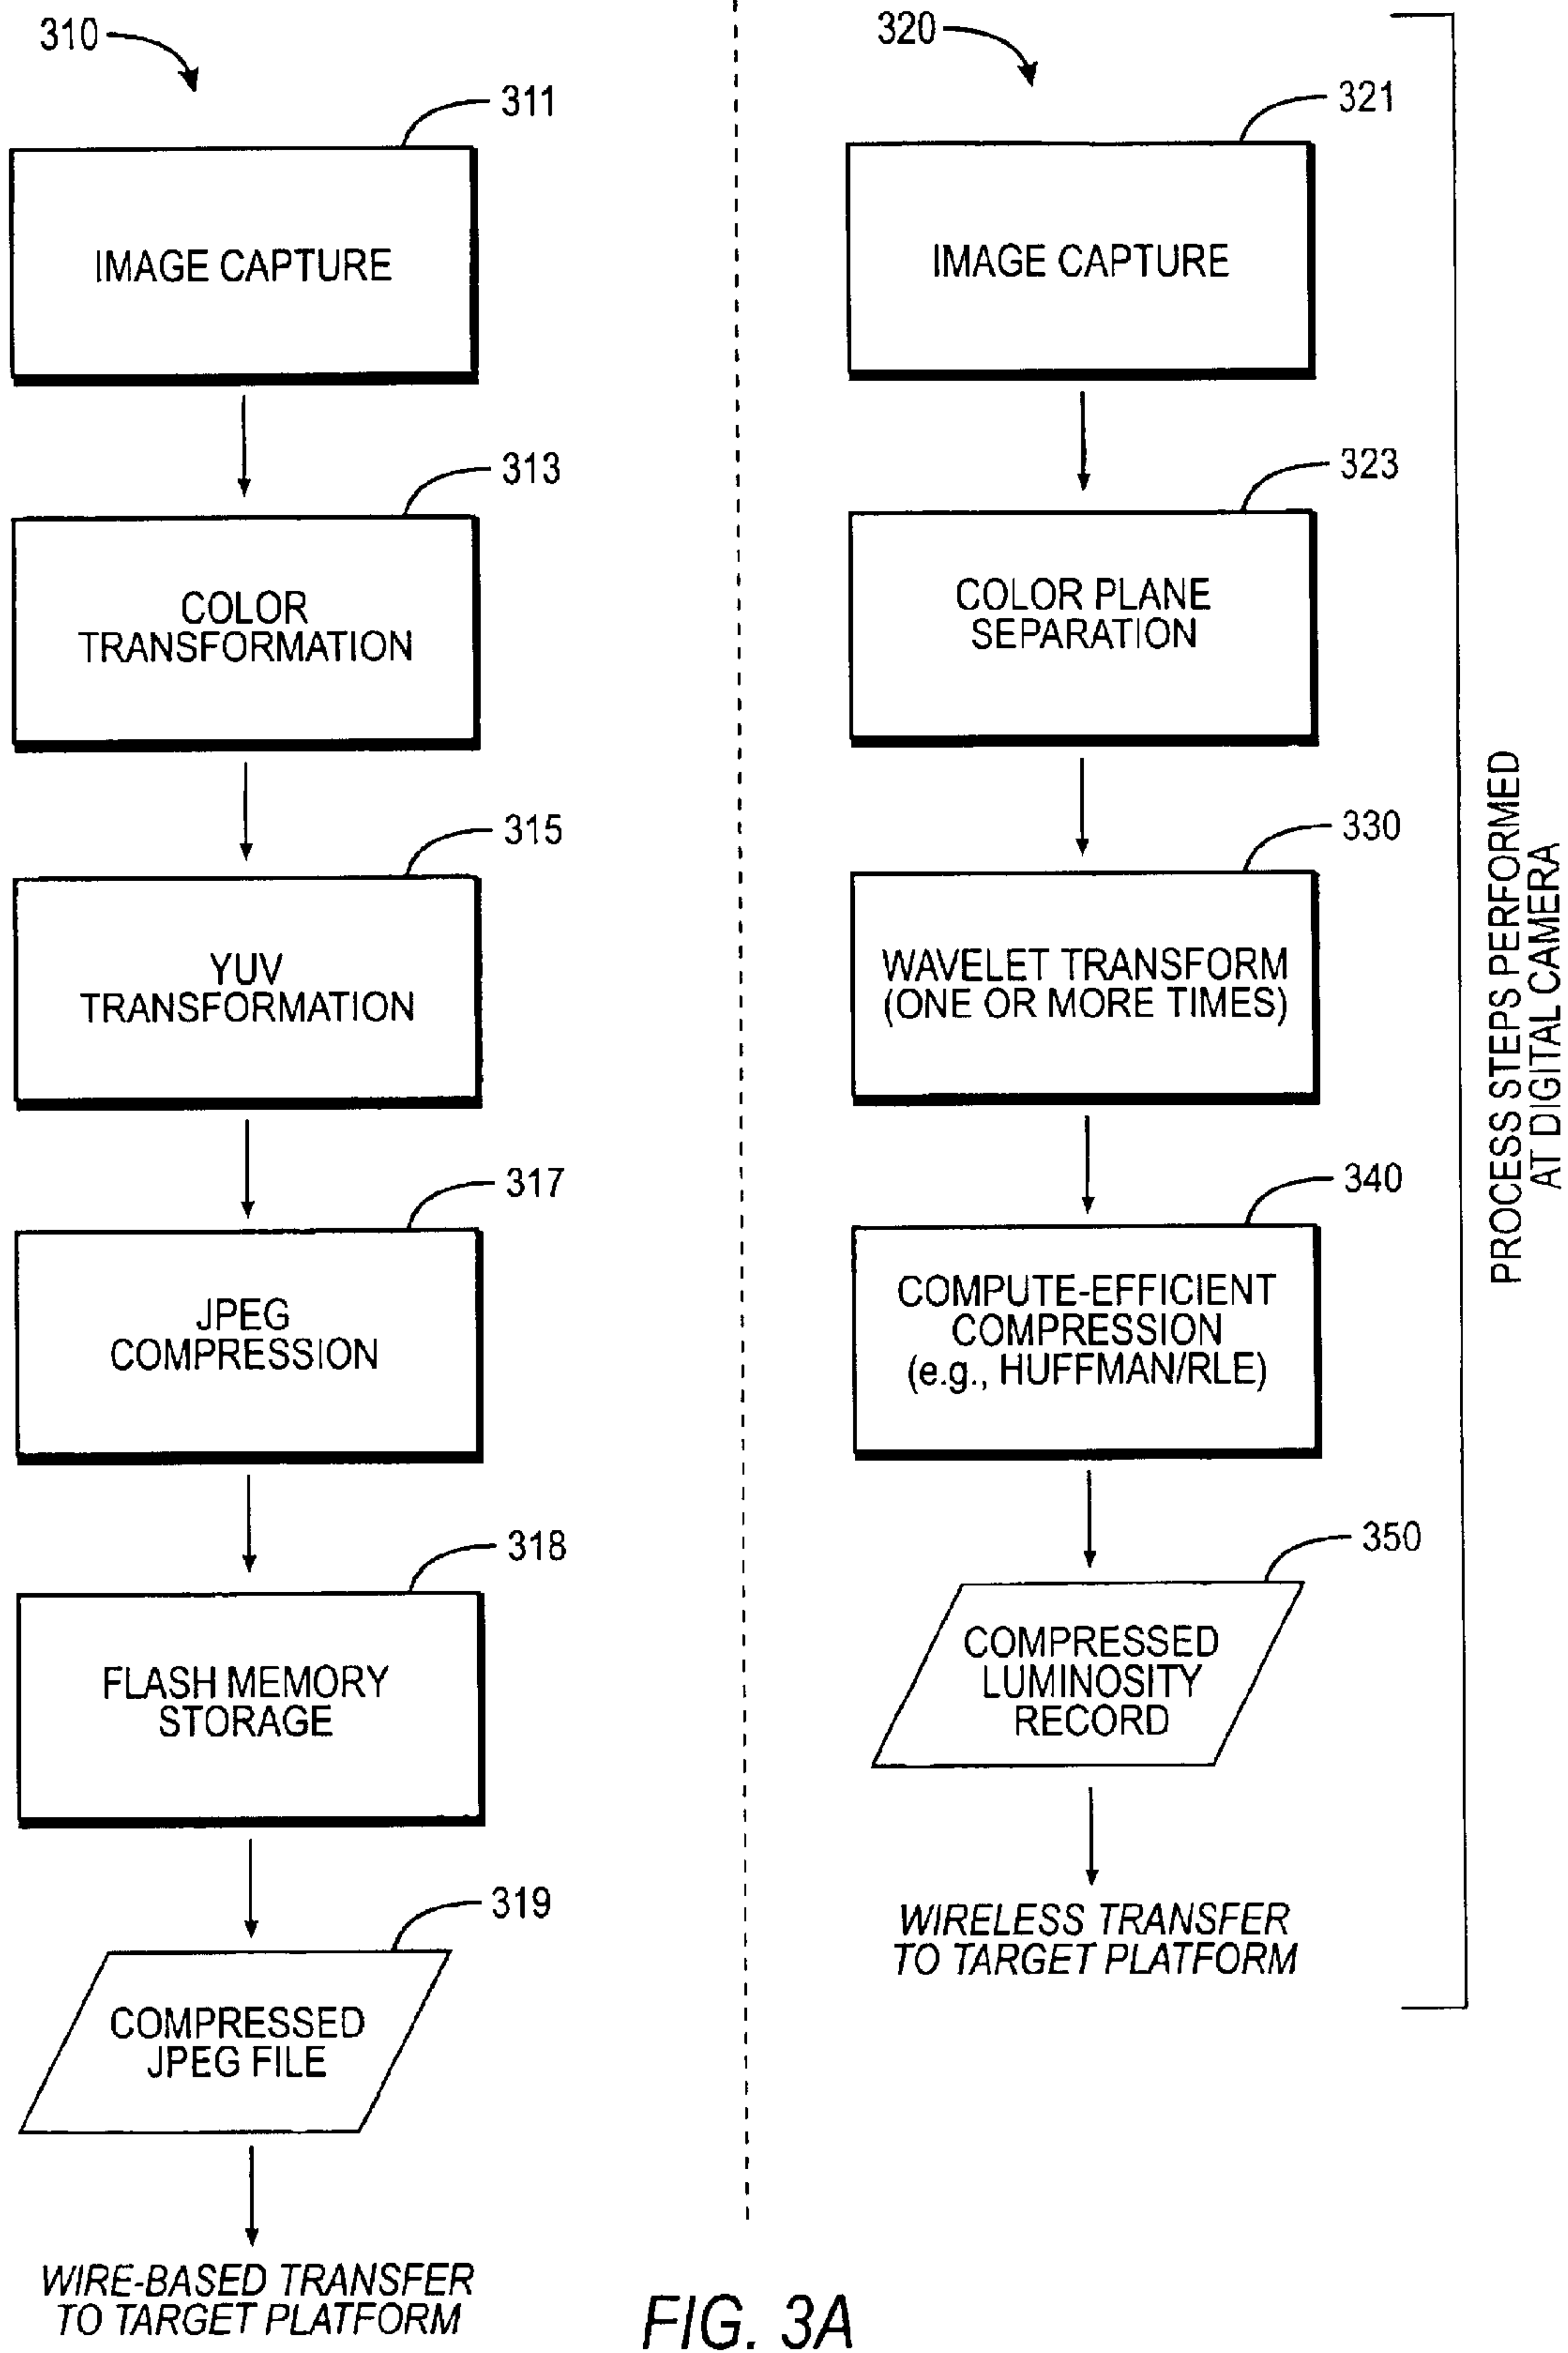 310
311
IMAGE CAPTURE
313
COLOR
TRANSFORMATION
315
YUV
TRANSFORMATION
317
JPEG
COMPRESSION
318
FLASH MEMORY
STORAGE
319
COMPRESSED
JPEG FILE
WIRE-BASED TRANSFER
TO TARGET PLATFORM
320
321
IMAGE CAPTURE
323
COLOR PLANE
SEPARATION
330
WAVELET TRANSFORM
(ONE OR MORE TIMES)
340
COMPUTE-EFFICIENT
COMPRESSION
(e.g., HUFFMAN/RLE)
350
COMPRESSED
LUMINOSITY
RECORD
WIRELESS TRANSFER
TO TARGET PLATFORM
PROCESS STEPS PERFORMED
AT DIGITAL CAMERA
FIG. 3A